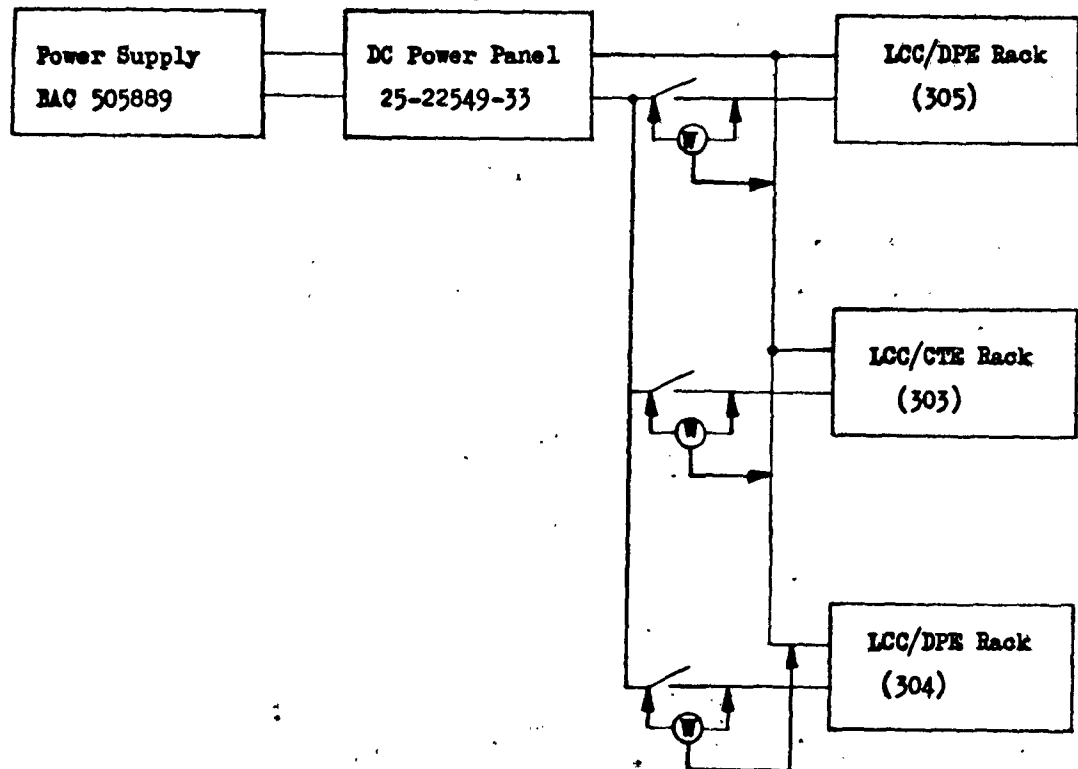 Power Supply
BAC 505889
DC Power Panel
25-22549-33
LCC/DPE Rack
(305)
W
LCC/CTE Rack
(303)
W
LCC/DPE Rack
(304)
W